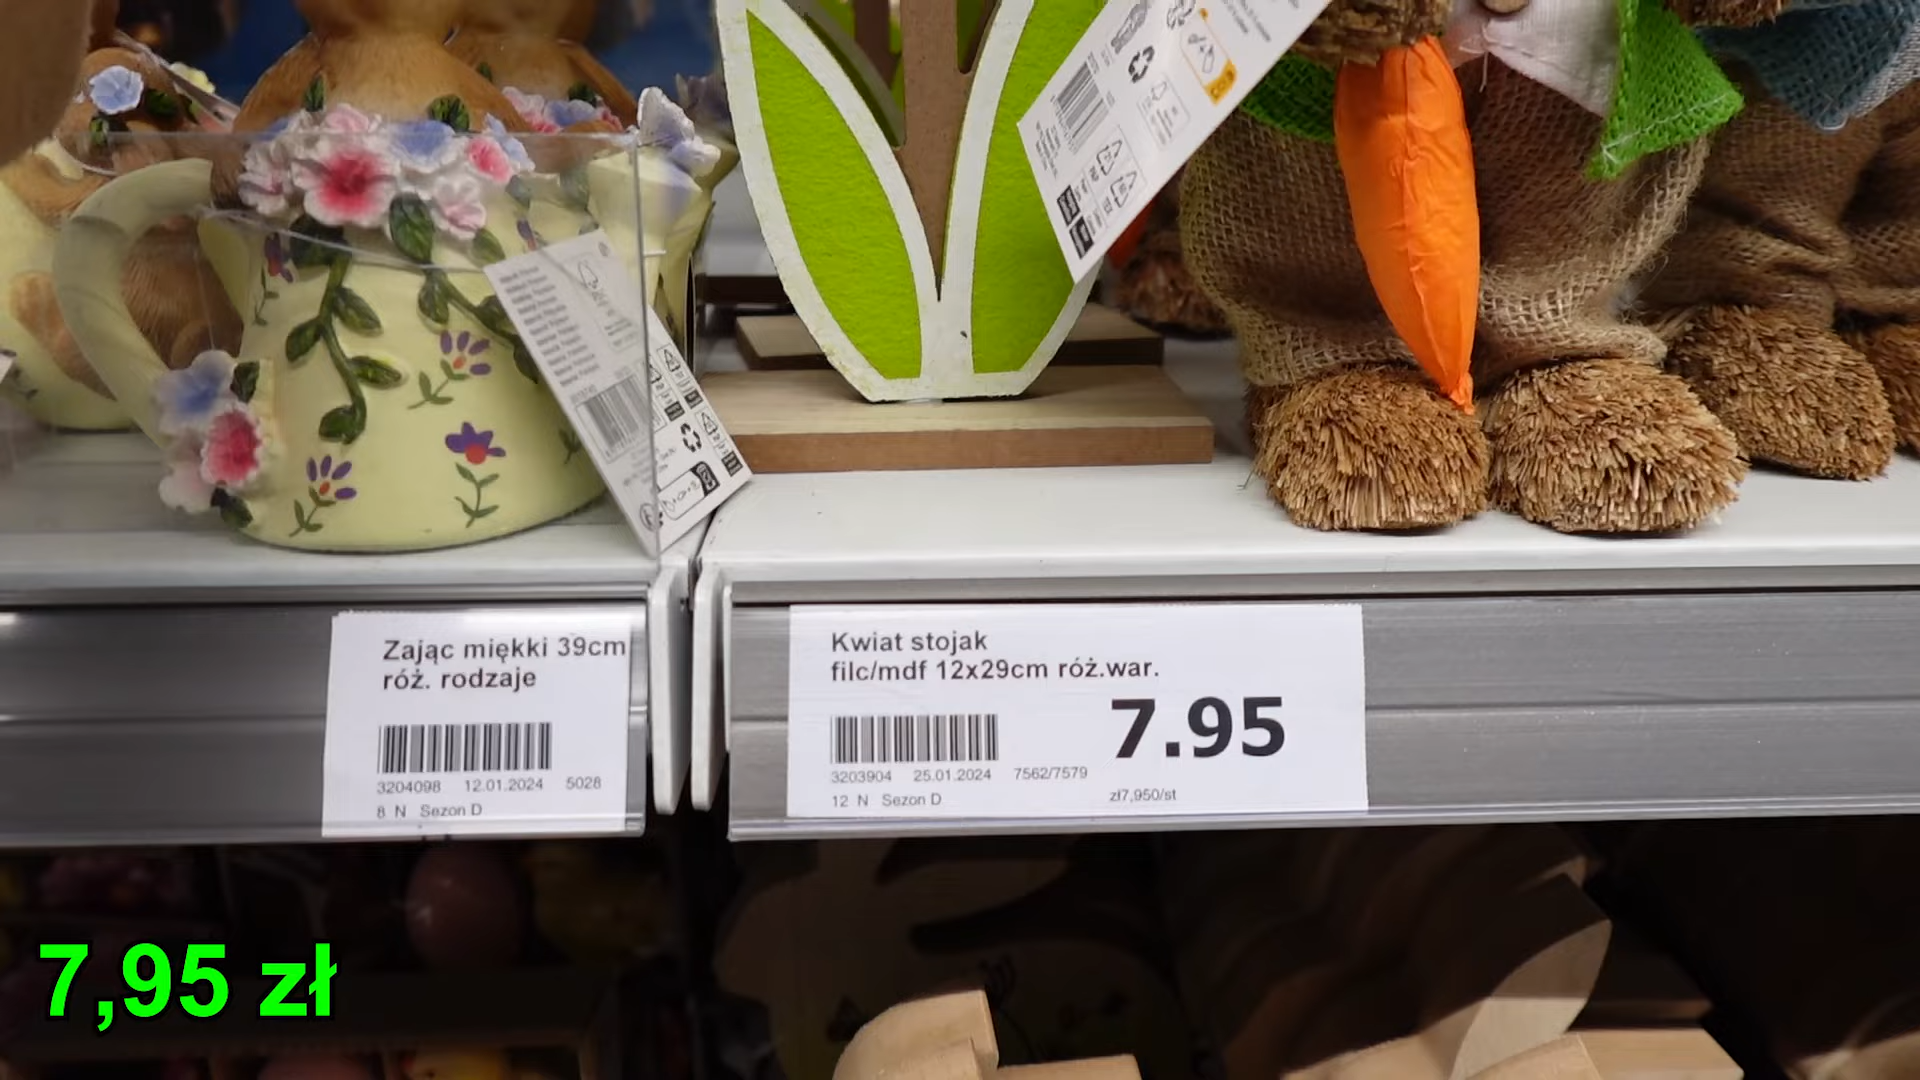 Zając miękki 39cm
róż. rodzaje
3204098 12.01.2024 5028
8 N Sezon D
Kwiat stojak
filc/mdf 12x29cm róż.war.
7.95
3203904 25.01.2024 7562/7579
12 N Sezon D
zł7,950/st
7,95 zł